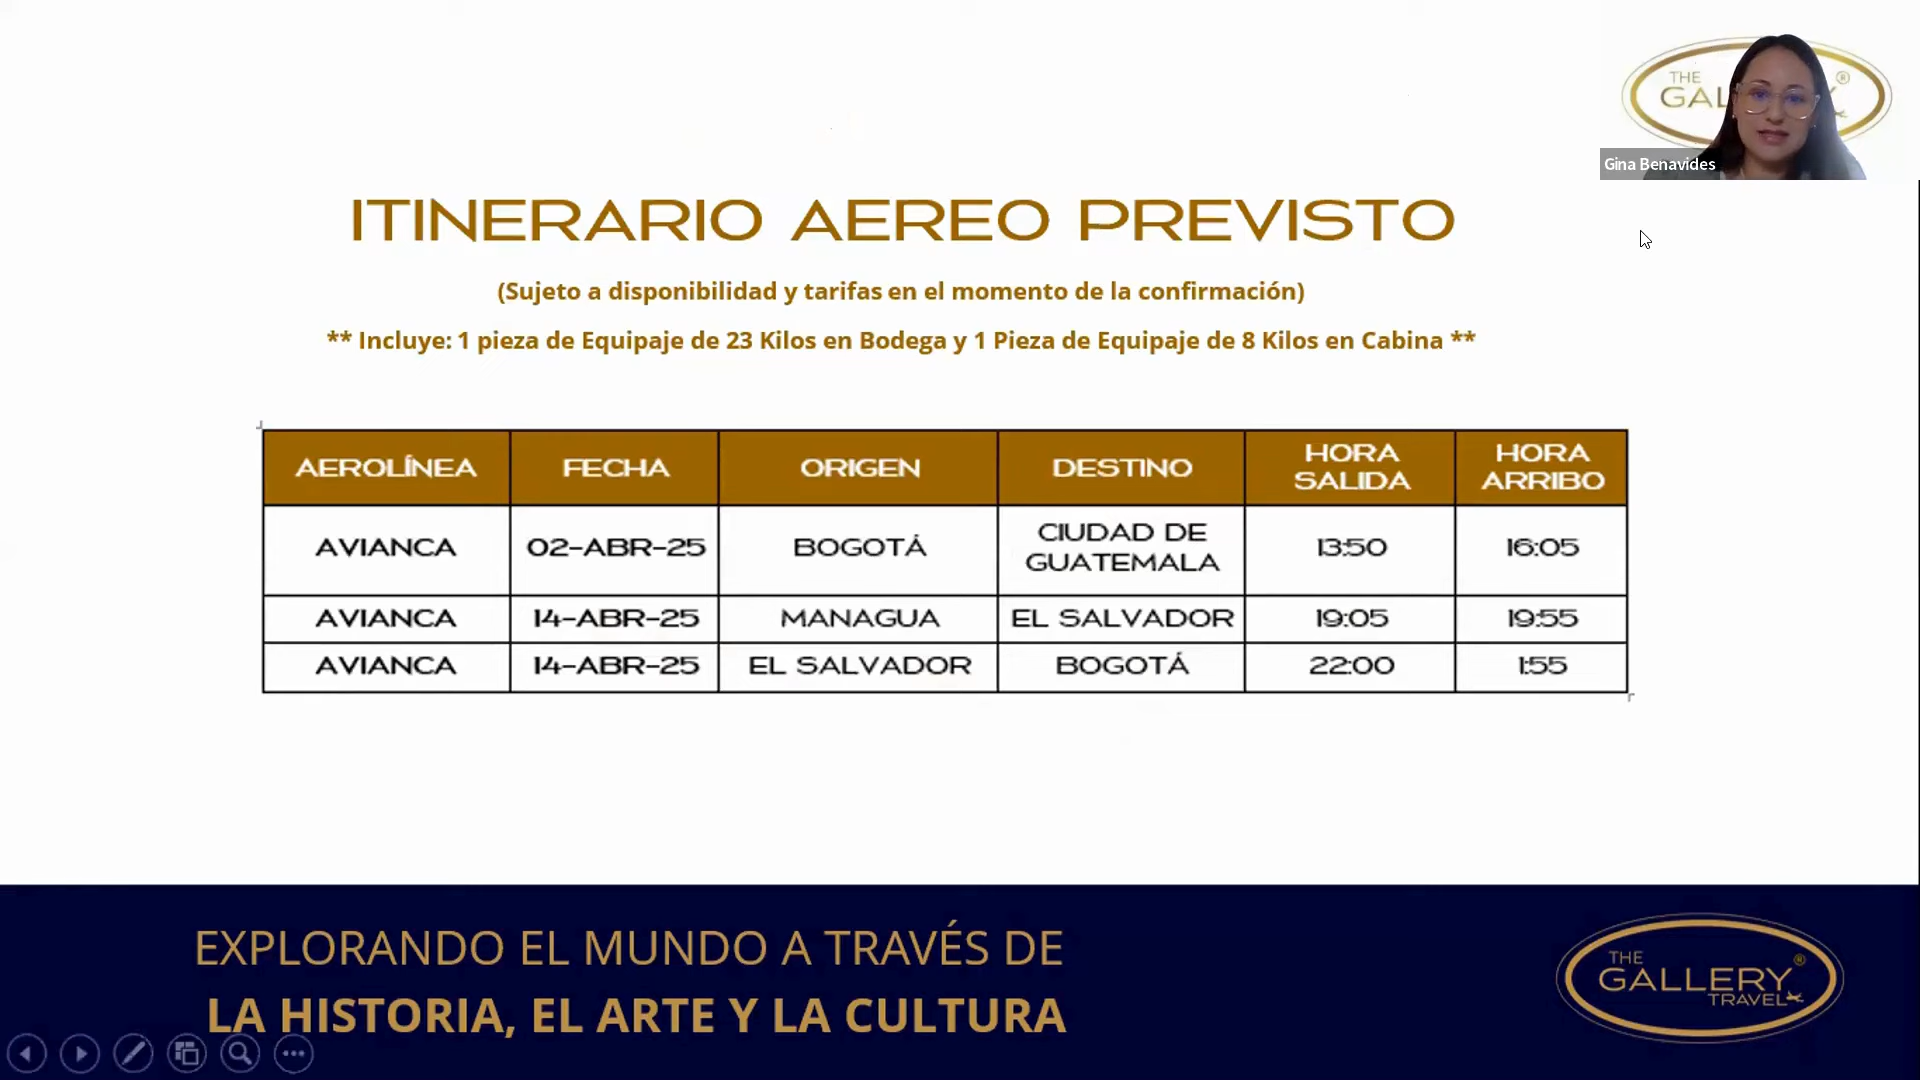 THE
GAL
®
Gina Benavides
ITINERARIO AEREO PREVISTO
(Sujeto a disponibilidad y tarifas en el momento de la confirmación)
** Incluye: 1 pieza de Equipaje de 23 Kilos en Bodega y 1 Pieza de Equipaje de 8 Kilos en Cabina **
AEROLÍNEA FECHA ORIGEN DESTINO HORA SALIDA HORA ARRIBO
AVIANCA 02-ABR-25 BOGOTÁ CIUDAD DE GUATEMALA 13:50 16:05
AVIANCA 14-ABR-25 MANAGUA EL SALVADOR 19:05 19:55
AVIANCA 14-ABR-25 EL SALVADOR BOGOTÁ 22:00 1:55
EXPLORANDO EL MUNDO A TRAVÉS DE
LA HISTORIA, EL ARTE Y LA CULTURA
THE
GALLERY®
TRAVEL